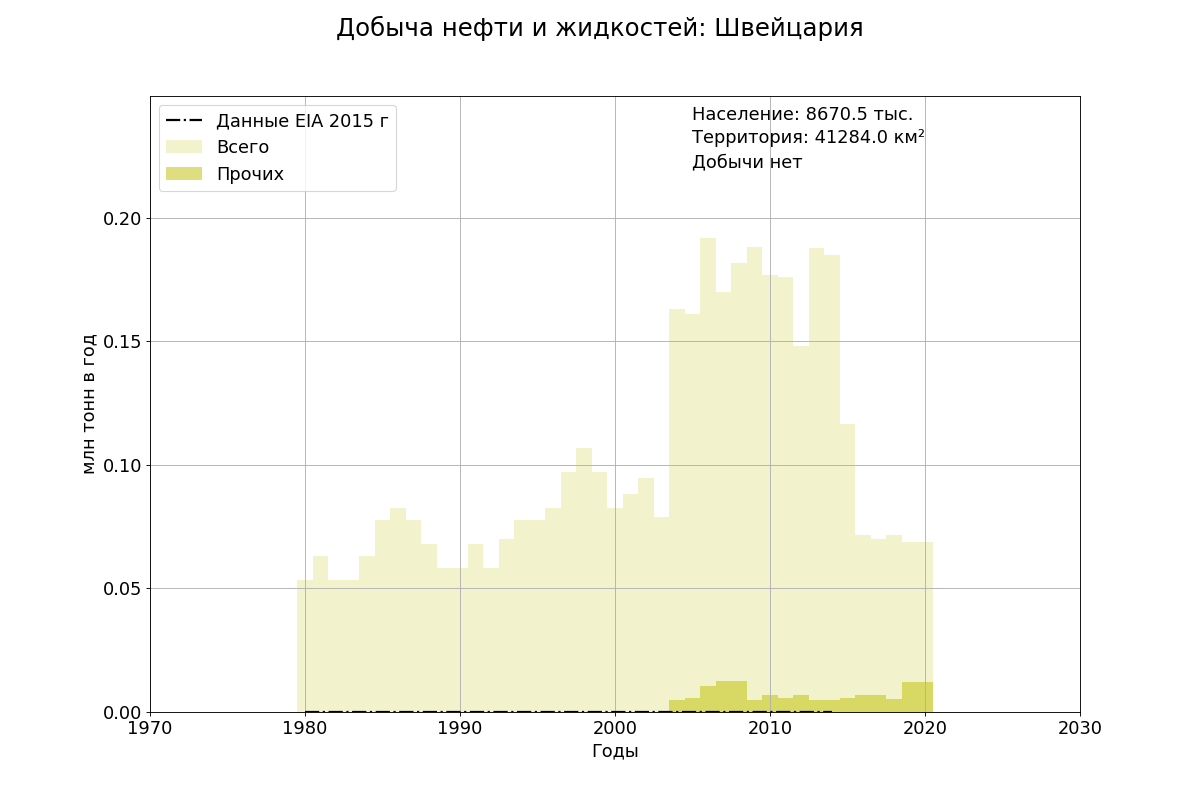 Добыча нефти и жидкостей: Швейцария
Данные EIA 2015 г
Всего
Прочих
Население: 8670.5 тыс.
Территория: 41284.0 км²
Добычи нет
млн тонн в год
0.20
0.15
0.10
0.05
0.00
1970 1980 1990 2000 2010 2020 2030
Годы